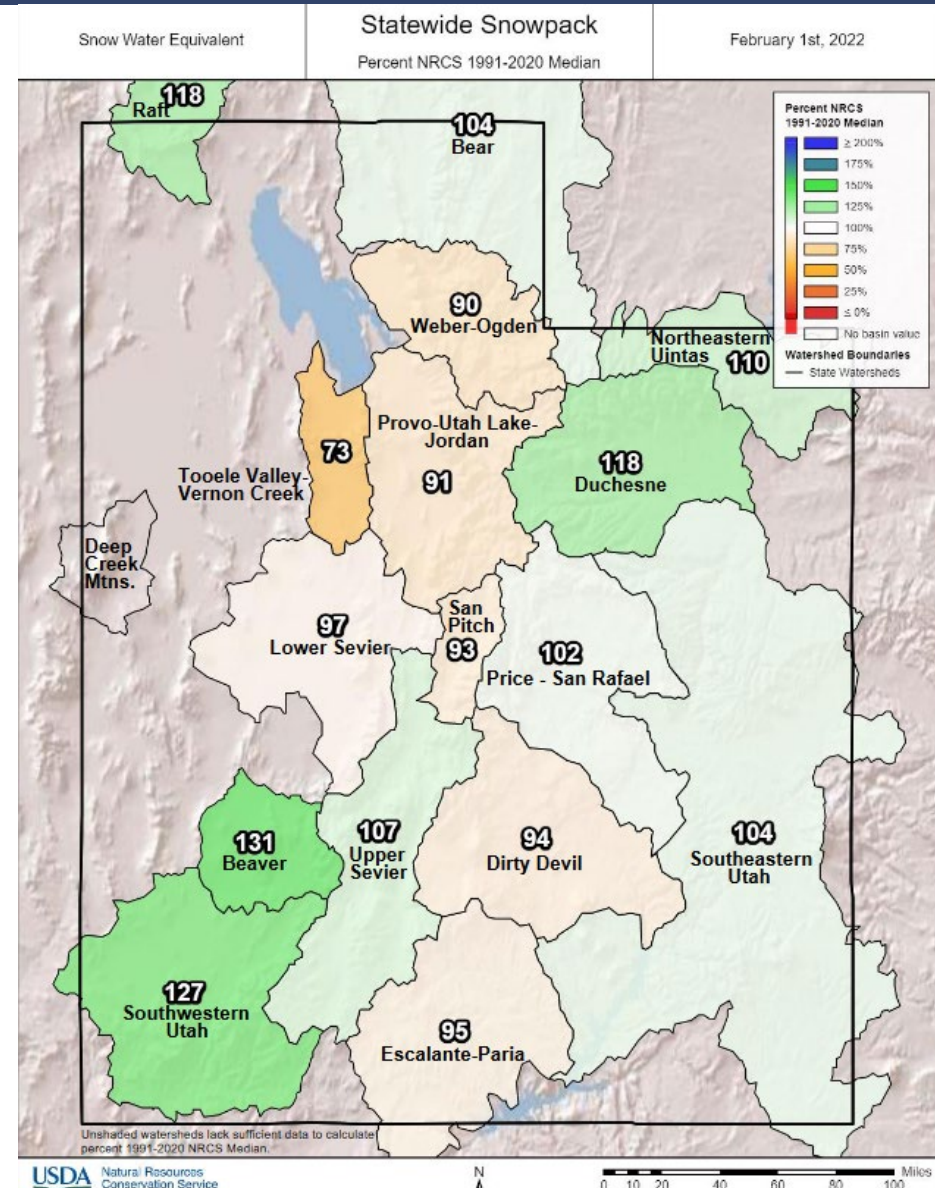 Snow Water Equivalent
Statewide Snowpack
Percent NRCS 1991-2020 Median
February 1st, 2022
Percent NRCS
1991-2020 Median
≥ 200%
175%
150%
125%
100%
75%
50%
25%
≤ 0%
No basin value
Watershed Boundaries
State Watersheds
118
Raft
104
Bear
90
Weber-Ogden
Northeastern
Uintas
110
Provo-Utah Lake-
Jordan
91
73
Tooele Valley-
Vernon Creek
118
Duchesne
Deep
Creek
Mtns.
97
Lower Sevier
San
Pitch
93
102
Price - San Rafael
131
Beaver
107
Upper
Sevier
94
Dirty Devil
104
Southeastern
Utah
127
Southwestern
Utah
95
Escalante-Paria
Unshaded watersheds lack sufficient data to calculate
percent 1991-2020 NRCS Median.
USDA
Natural Resources
Conservation Service
N
Miles
0 10 20 40 60 80 100